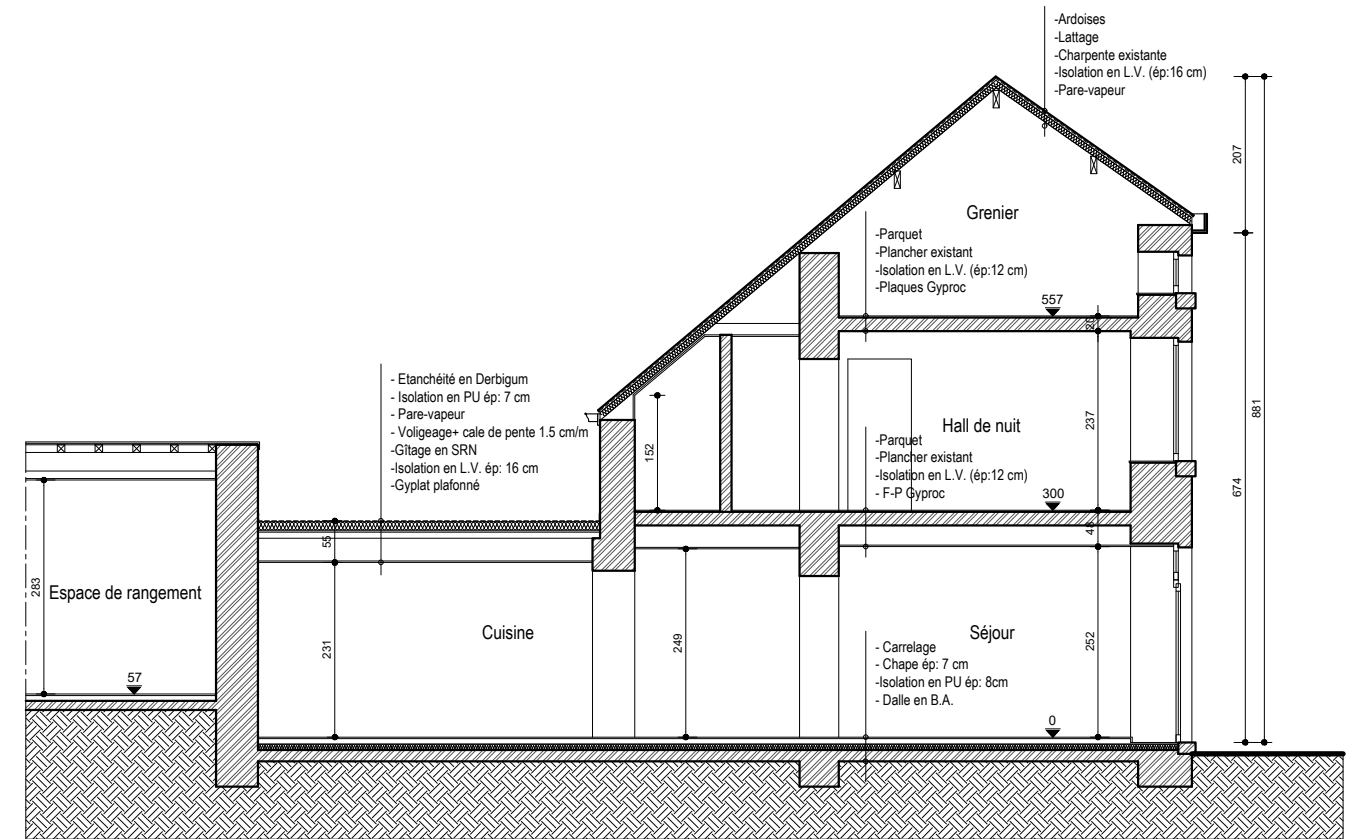 -Ardoises
-Lattage
-Charpente existante
-Isolation en L.V. (ép:16 cm)
-Pare-vapeur
207
881
674
Grenier
-Parquet
-Plancher existant
-Isolation en L.V. (ép:12 cm)
-Plaques Gyproc
557
20
- Etanchéité en Derbigum
- Isolation en PU ép: 7 cm
- Pare-vapeur
- Voligeage+ cale de pente 1.5 cm/m
-Gîtage en SRN
-Isolation en L.V. ép: 16 cm
-Gyplat plafonné
152
Hall de nuit
237
-Parquet
-Plancher existant
-Isolation en L.V. (ép:12 cm)
- F-P Gyproc
300
48
55
283
Espace de rangement
57
231
Cuisine
249
Séjour
252
- Carrelage
- Chape ép: 7 cm
-Isolation en PU ép: 8cm
- Dalle en B.A.
0